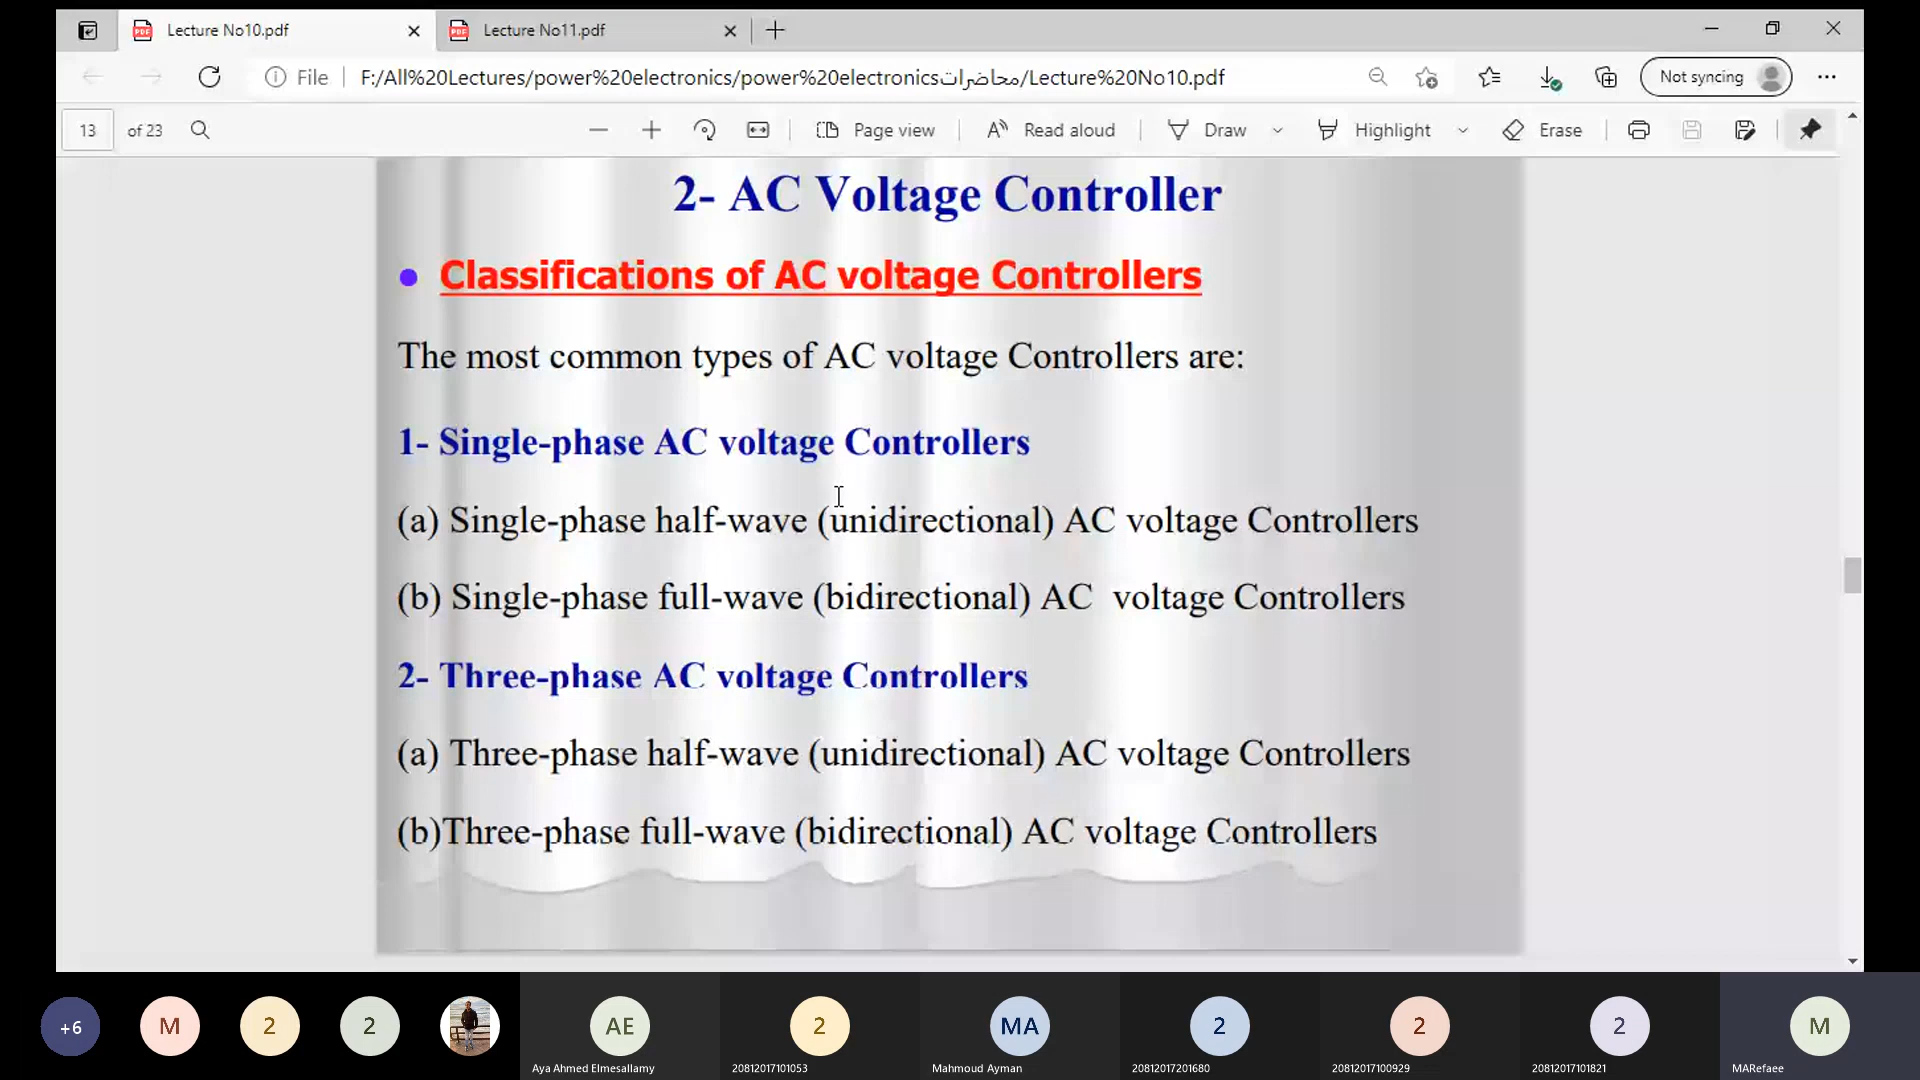 Lecture No10.pdf
Lecture No11.pdf
File
F:/All%20Lectures/power%20electronics/power%20electronicsمحاضرات/Lecture%20No10.pdf
Not syncing
13 of 23
Page view
Read aloud
Draw
Highlight
Erase
2- AC Voltage Controller
• Classifications of AC voltage Controllers
The most common types of AC voltage Controllers are:
1- Single-phase AC voltage Controllers
(a) Single-phase half-wave (unidirectional) AC voltage Controllers
(b) Single-phase full-wave (bidirectional) AC voltage Controllers
2- Three-phase AC voltage Controllers
(a) Three-phase half-wave (unidirectional) AC voltage Controllers
(b)Three-phase full-wave (bidirectional) AC voltage Controllers
+6
M
2
2
AE
2
MA
2
2
2
M
Aya Ahmed Elmesallamy
20812017101053
Mahmoud Ayman
20812017201680
20812017100929
20812017101821
MARefaee